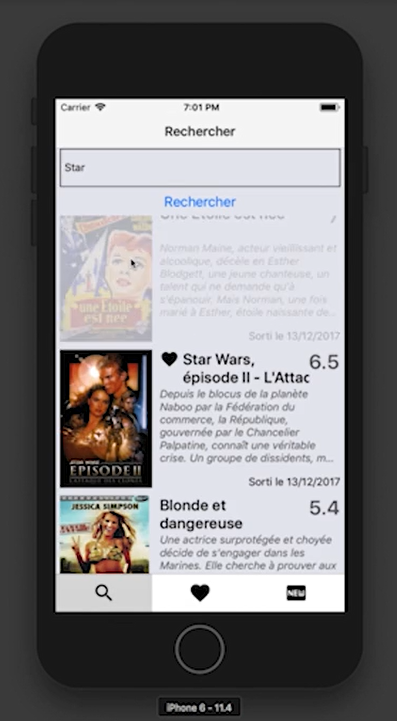 Carrier
7:01 PM
Rechercher
Star
Rechercher
Une Étoile est née
Norman Maine, acteur vieillissant et
alcoolique, décèle en Esther
Blodgett, une jeune chanteuse, un
talent qui ne demande qu'à
s'épanouir. Mais Norman, une fois
marié à Esther, étoile naissante de...
une Etoile
est née
Sorti le 13/12/2017
Star Wars,
6.5
épisode II - L'Attac
Depuis le blocus de la planète
Naboo par la Fédération du
commerce, la République,
gouvernée par le Chancelier
Palpatine, connaît une véritable
crise. Un groupe de dissidents, m...
STAR WARS
EPISODE II
L'ATTAQUE DES CLONES
Sorti le 13/12/2017
JESSICA SIMPSON
Blonde et
5.4
dangereuse
Une actrice surprotégée et choyée
décide de s'engager dans les
Marines. Elle cherche à prouver aux
NEW
iPhone 6 - 11.4